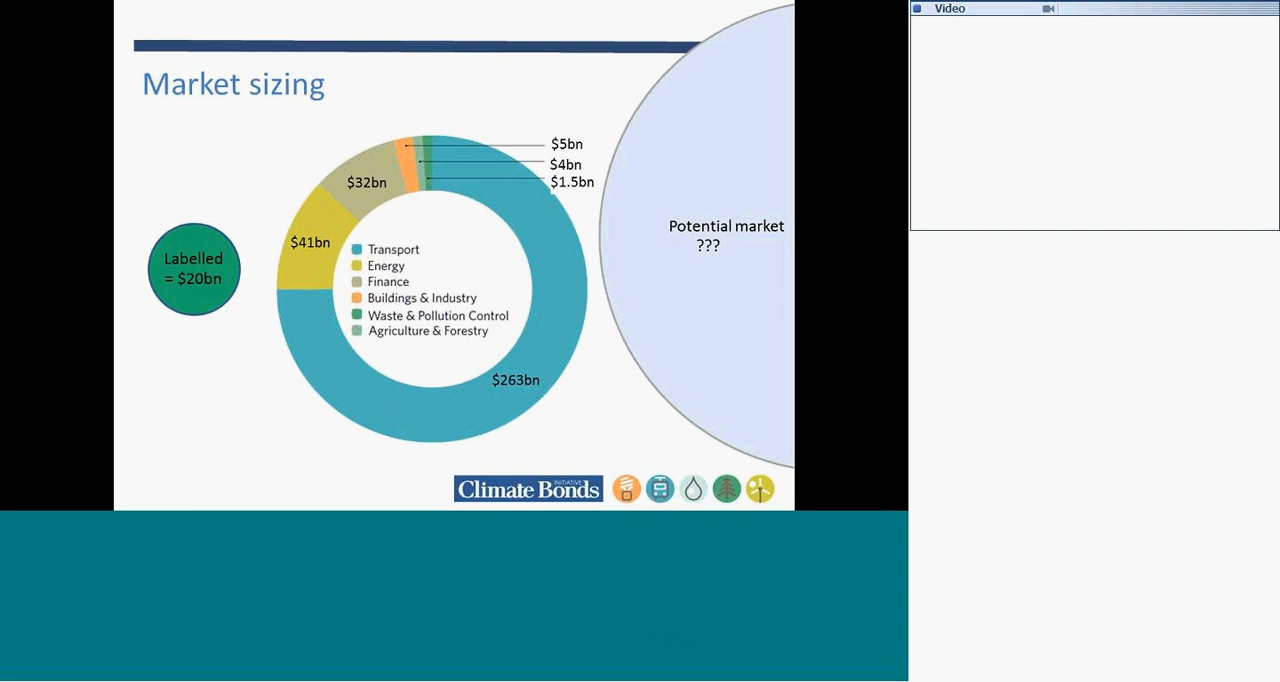 Video
Market sizing
$5bn
$4bn
$1.5bn
$32bn
$41bn
Labelled
= $20bn
Transport
Energy
Finance
Buildings & Industry
Waste & Pollution Control
Agriculture & Forestry
$263bn
Potential market
???
INITIATIVE
Climate Bonds